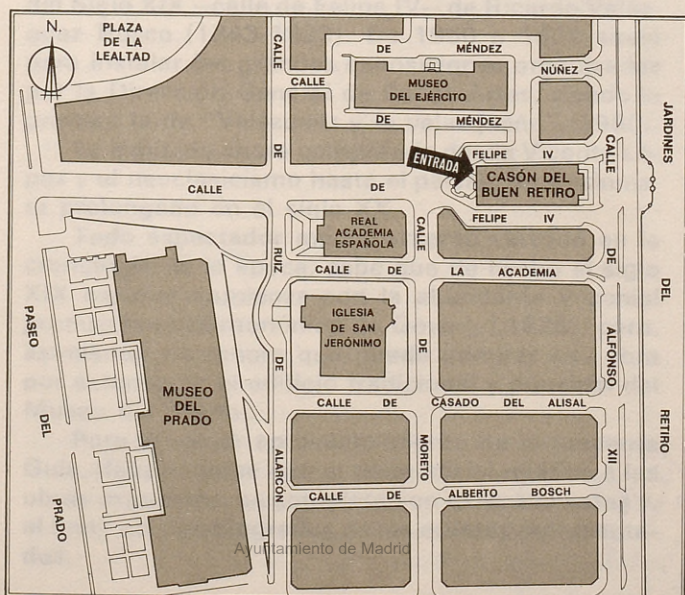 N.
PLAZA
DE LA
LEALTAD
CALLE
DE
MÉNDEZ
NÚÑEZ
CALLE
MUSEO
DEL EJÉRCITO
DE
MÉNDEZ
JARDINES
FELIPE IV
CALLE
ENTRADA
CASÓN DEL
BUEN RETIRO
CALLE
DE
DE
FELIPE IV
REAL
ACADEMIA
ESPAÑOLA
CALLE
RUIZ
CALLE DE LA ACADEMIA
DE
DEL
PASEO
IGLESIA
DE SAN
JERÓNIMO
DE
DE
ALFONSO
MUSEO
DEL
PRADO
DEL
CALLE DE CASADO DEL ALISAL
RETIRO
ALARCÓN
MORETO
XII
PRADO
CALLE DE ALBERTO BOSCH
Ayuntamiento de Madrid